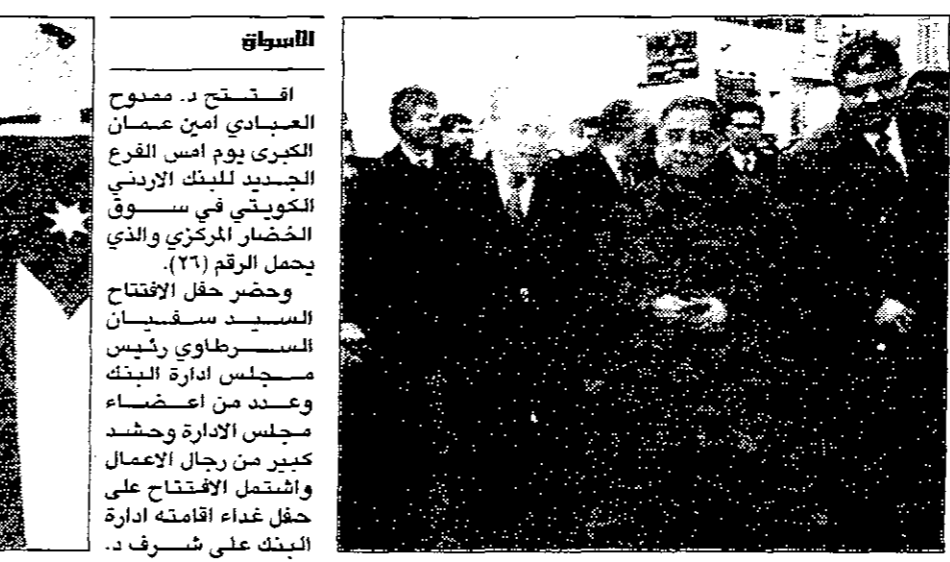 الأسواق
افتتح د. ممدوح
العبادي امين عمان
الكبرى يوم امس الفرع
الجديد للبنك الاردني
الكويتي في سوق
الخضار المركزي والذي
يحمل الرقم (٢٦).
وحضر حفل الافتتاح
السيد سفيان
السرطاوي رئيس
مجلس ادارة البنك
وعدد من اعضاء
مجلس الادارة وحشد
كبير من رجال الاعمال
واشتمل الافتتاح على
حفل غداء اقامته ادارة
البنك على شرف د.